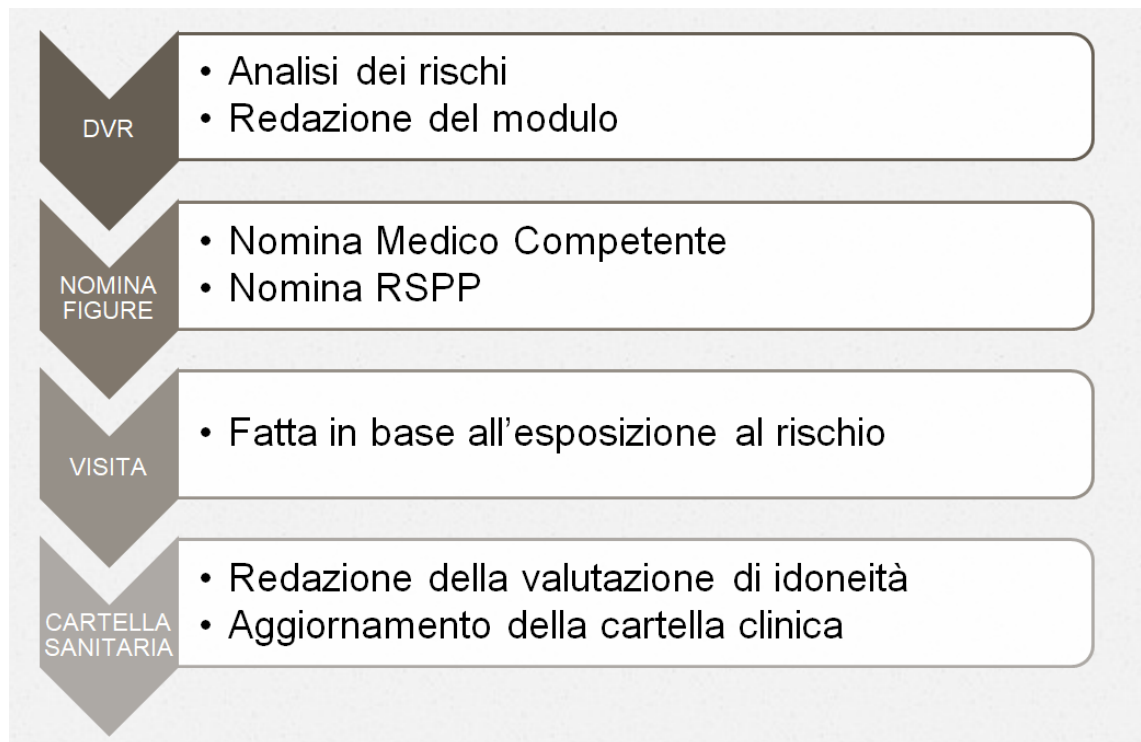 DVR
• Analisi dei rischi
• Redazione del modulo
NOMINA
FIGURE
• Nomina Medico Competente
• Nomina RSPP
VISITA
• Fatta in base all’esposizione al rischio
CARTELLA
SANITARIA
• Redazione della valutazione di idoneità
• Aggiornamento della cartella clinica